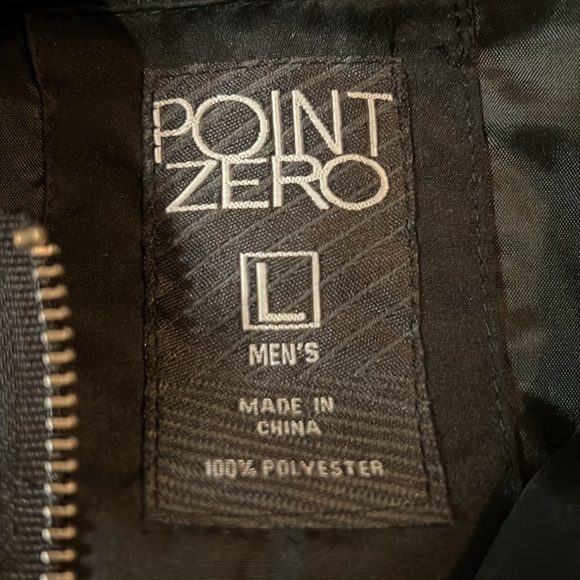 POINT
ZERO
L
MEN'S
MADE IN
CHINA
100% POLYESTER